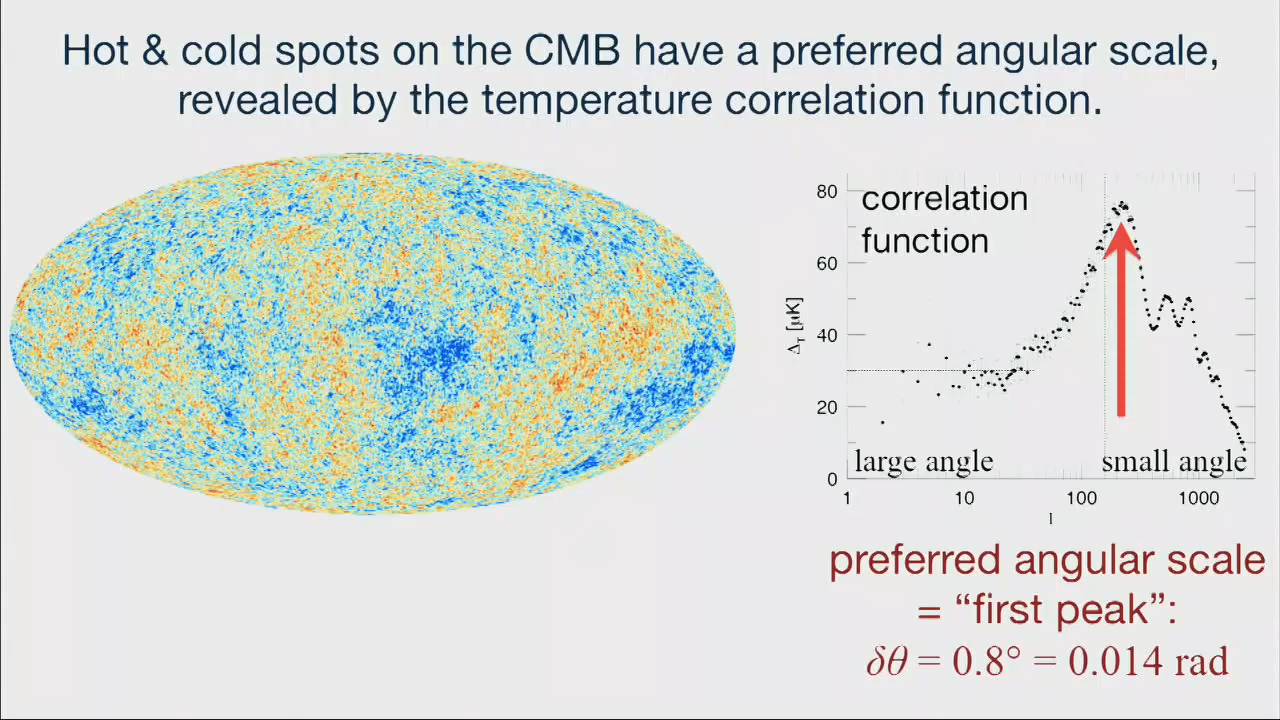 Hot & cold spots on the CMB have a preferred angular scale,
revealed by the temperature correlation function.
correlation
function
80
60
40
20
0
Δ_T [μK]
large angle
small angle
1
10
100
1000
l
preferred angular scale
= “first peak”:
δθ = 0.8° = 0.014 rad